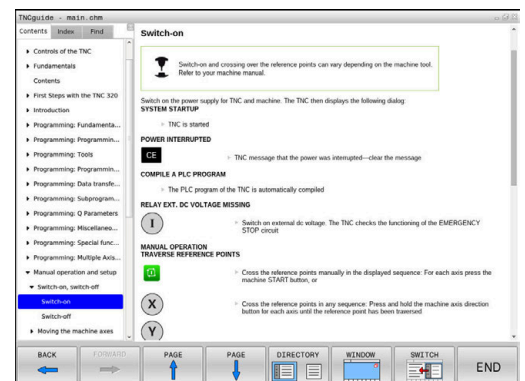 TNCguide - main.chm
Contents Index Find
Controls of the TNC
Fundamentals
Contents
First Steps with the TNC 320
Introduction
Programming: Fundamenta...
Programming: Programmin...
Programming: Tools
Programming: Programmin...
Programming: Data transfe...
Programming: Subprogram...
Programming: Q Parameters
Programming: Miscellaneo...
Programming: Special func...
Programming: Multiple Axis...
Manual operation and setup
Switch-on, switch-off
Switch-on
Switch-off
Moving the machine axes
Switch-on
Switch-on and crossing over the reference points can vary depending on the machine tool.
Refer to your machine manual.
Switch on the power supply for TNC and machine. The TNC then displays the following dialog:
SYSTEM STARTUP
TNC is started
POWER INTERRUPTED
CE
TNC message that the power was interrupted—clear the message
COMPILE A PLC PROGRAM
The PLC program of the TNC is automatically compiled
RELAY EXT. DC VOLTAGE MISSING
I
Switch on external dc voltage. The TNC checks the functioning of the EMERGENCY
STOP circuit
MANUAL OPERATION
TRAVERSE REFERENCE POINTS
Cross the reference points manually in the displayed sequence: For each axis press the
machine START button, or
X
Cross the reference points in any sequence: Press and hold the machine axis direction
button for each axis until the reference point has been traversed
Y
BACK FORWARD PAGE PAGE DIRECTORY WINDOW SWITCH END